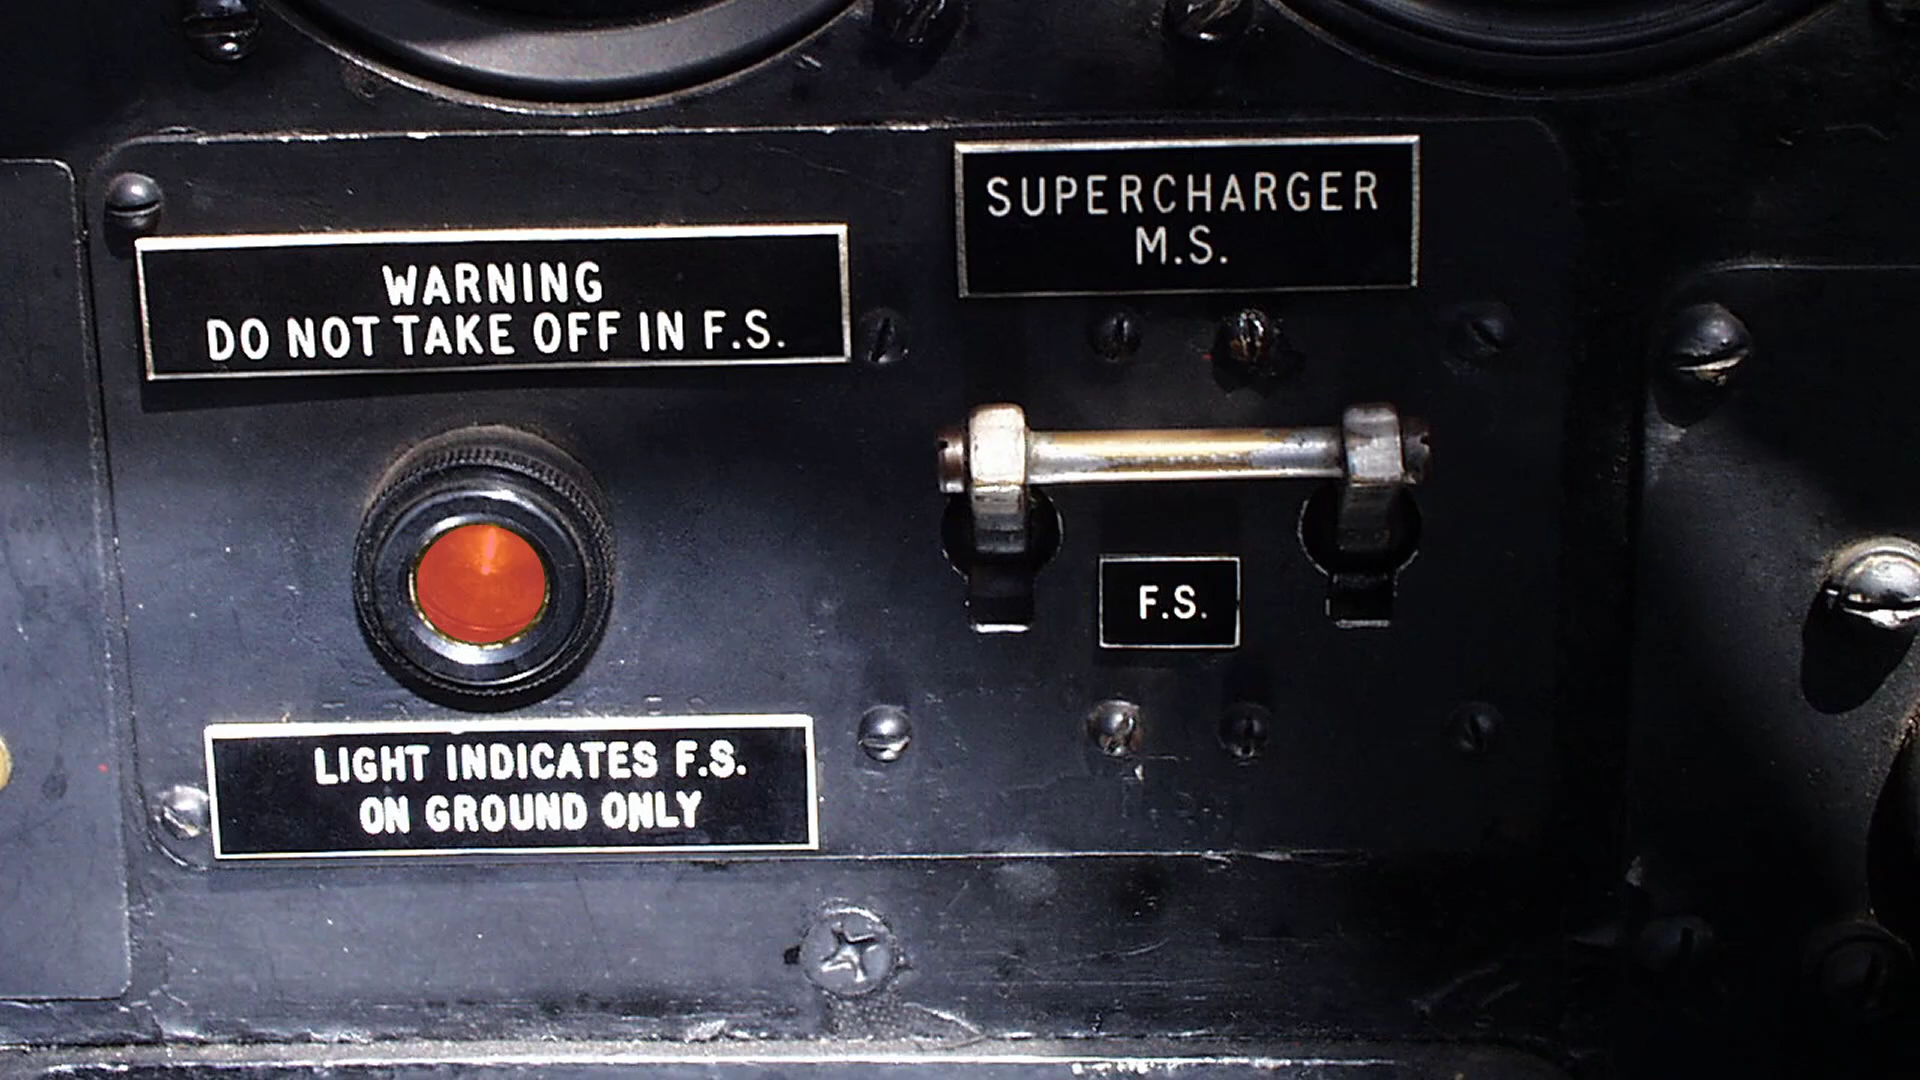 WARNING
DO NOT TAKE OFF IN F.S.
SUPERCHARGER
M.S.
F.S.
LIGHT INDICATES F.S.
ON GROUND ONLY